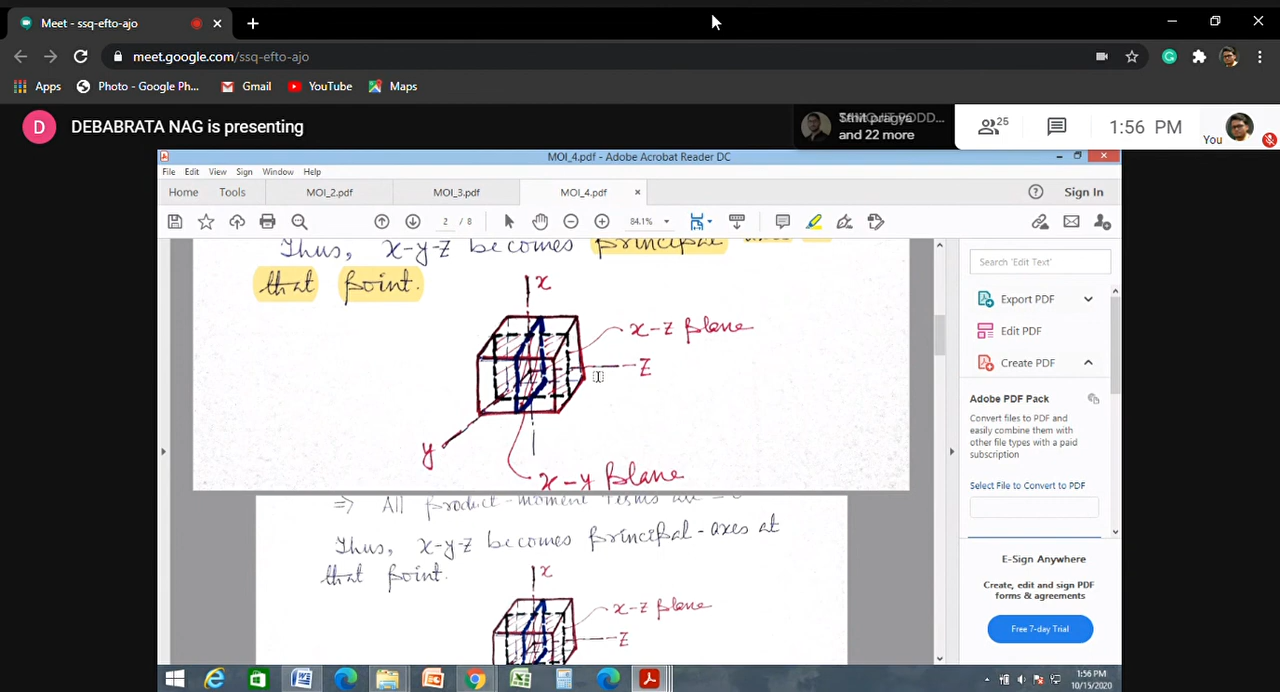 Meet - ssq-efto-ajo
meet.google.com/ssq-efto-ajo
Apps Photo - Google Ph... Gmail YouTube Maps
D DEBABRATA NAG is presenting
and 22 more
25
1:56 PM
You
MOI_4.pdf - Adobe Acrobat Reader DC
File Edit View Sign Window Help
Home Tools MOI_2.pdf MOI_3.pdf MOI_4.pdf Sign In
2 / 8 84.1%
Thus, x-y-z becomes principal axes
that point.
x
x-z plane
z
y
x-y plane
⇒ All product-moment terms are
Thus, x-y-z becomes principal-axes at
that point.
x
x-z plane
z
Search 'Edit Text'
Export PDF
Edit PDF
Create PDF
Adobe PDF Pack
Convert files to PDF and
easily combine them with
other file types with a paid
subscription
Select File to Convert to PDF
E-Sign Anywhere
Create, edit and sign PDF
forms & agreements
Free 7-day Trial
1:56 PM
10/15/2020